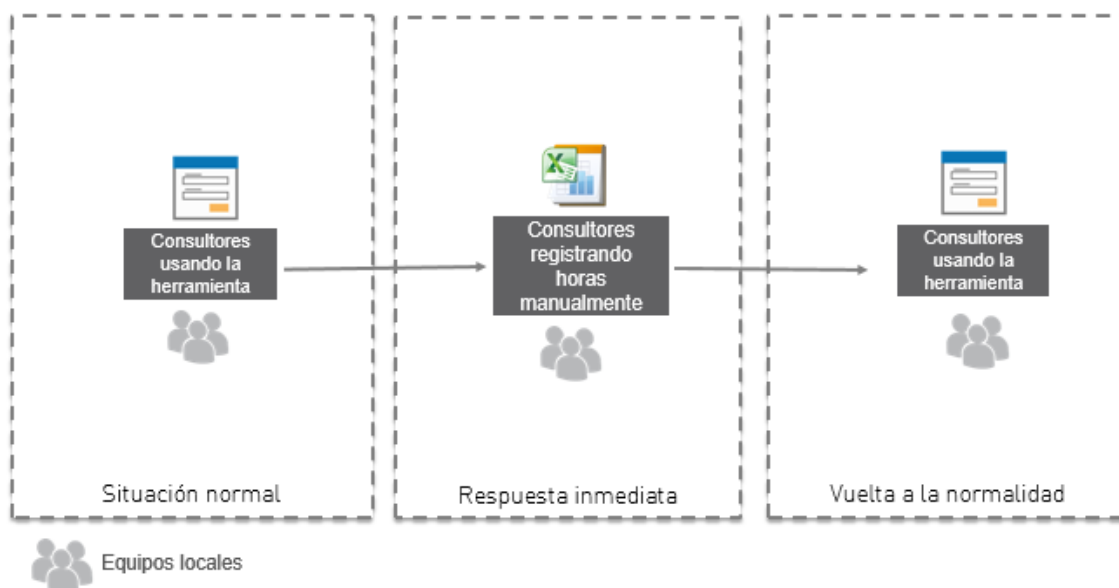 Consultores
usando la
herramienta
Consultores
registrando
horas
manualmente
Consultores
usando la
herramienta
Situación normal
Respuesta inmediata
Vuelta a la normalidad
Equipos locales